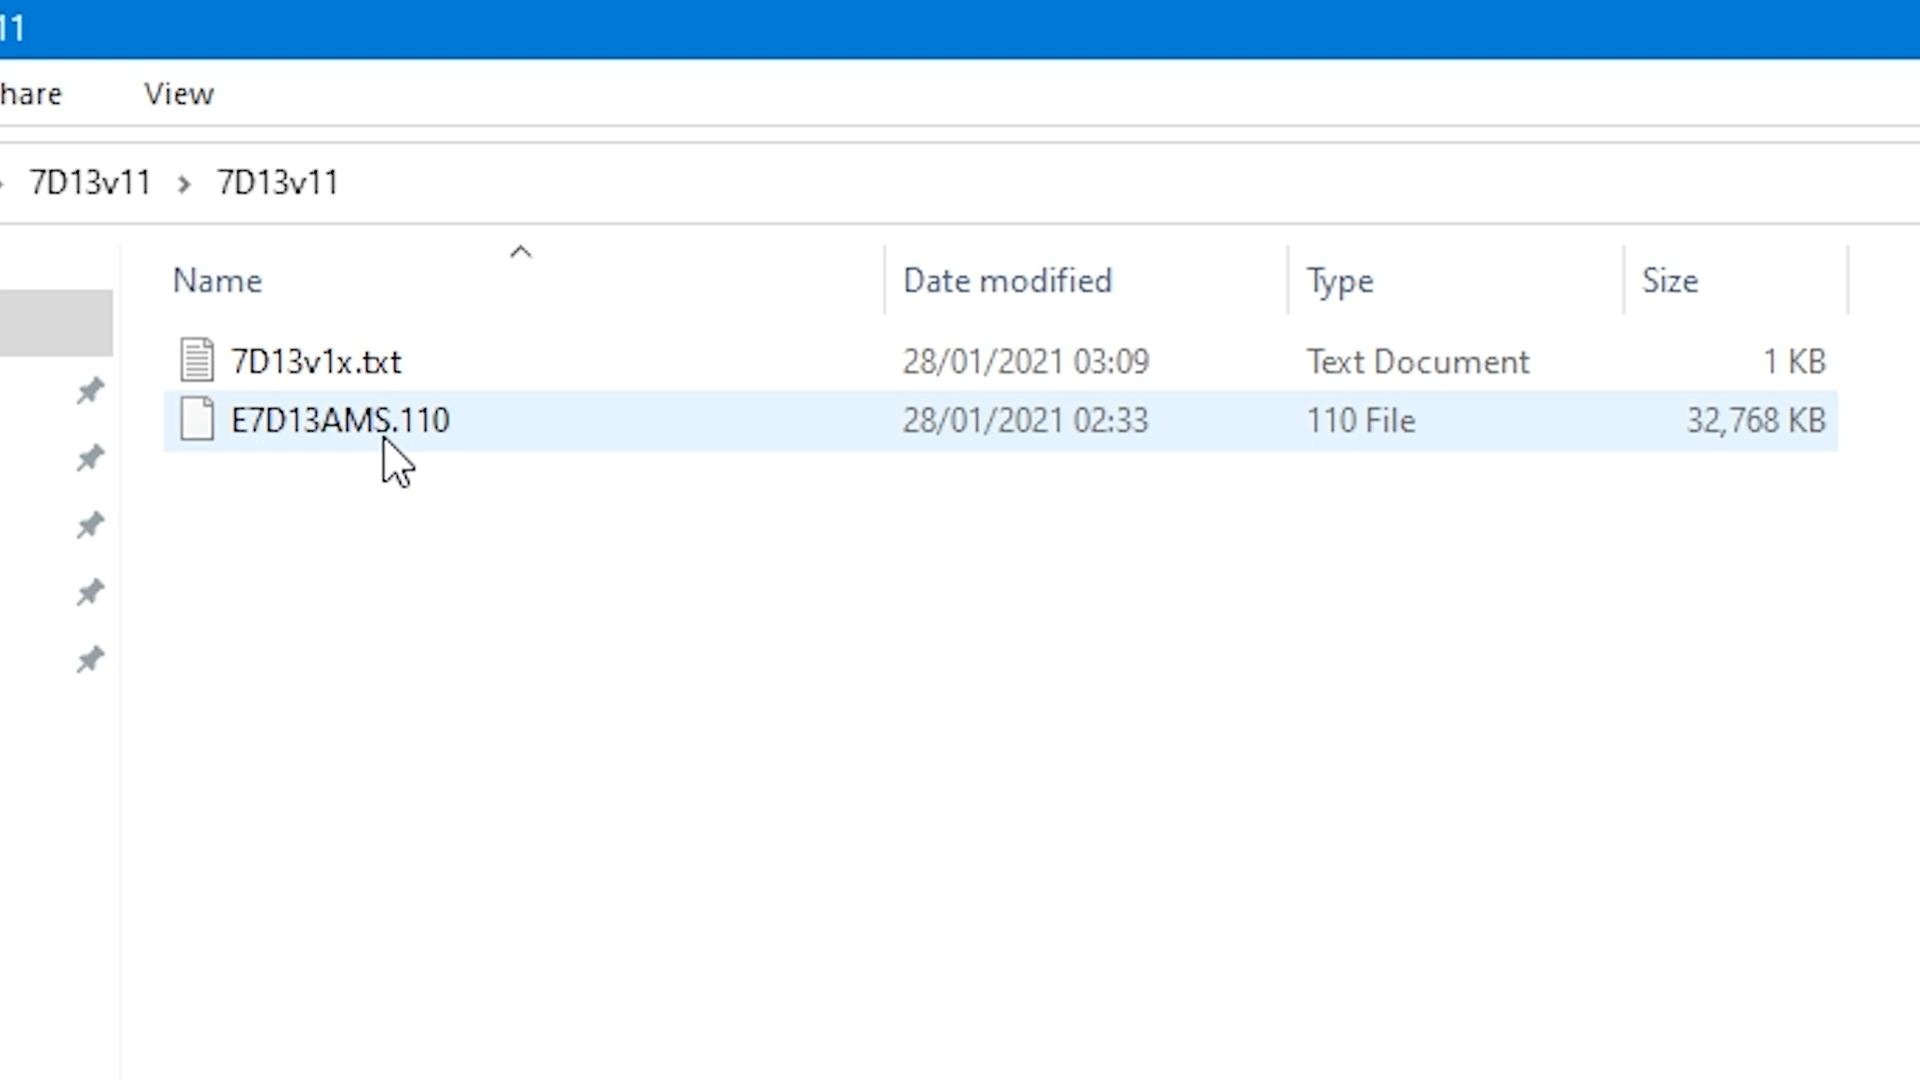 11
hare View
7D13v11 > 7D13v11
Name Date modified Type Size
7D13v1x.txt 28/01/2021 03:09 Text Document 1 KB
E7D13AMS.110 28/01/2021 02:33 110 File 32,768 KB